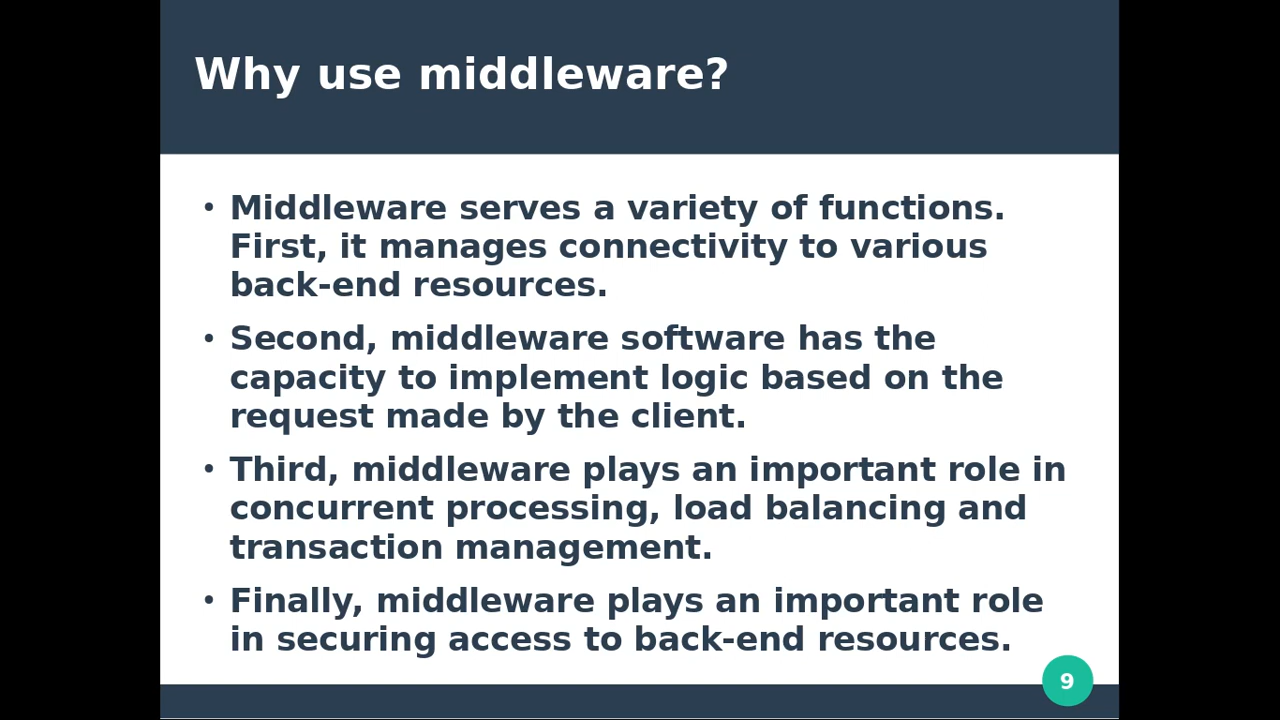 Why use middleware?
• Middleware serves a variety of functions.
First, it manages connectivity to various
back-end resources.
• Second, middleware software has the
capacity to implement logic based on the
request made by the client.
• Third, middleware plays an important role in
concurrent processing, load balancing and
transaction management.
• Finally, middleware plays an important role
in securing access to back-end resources.
9